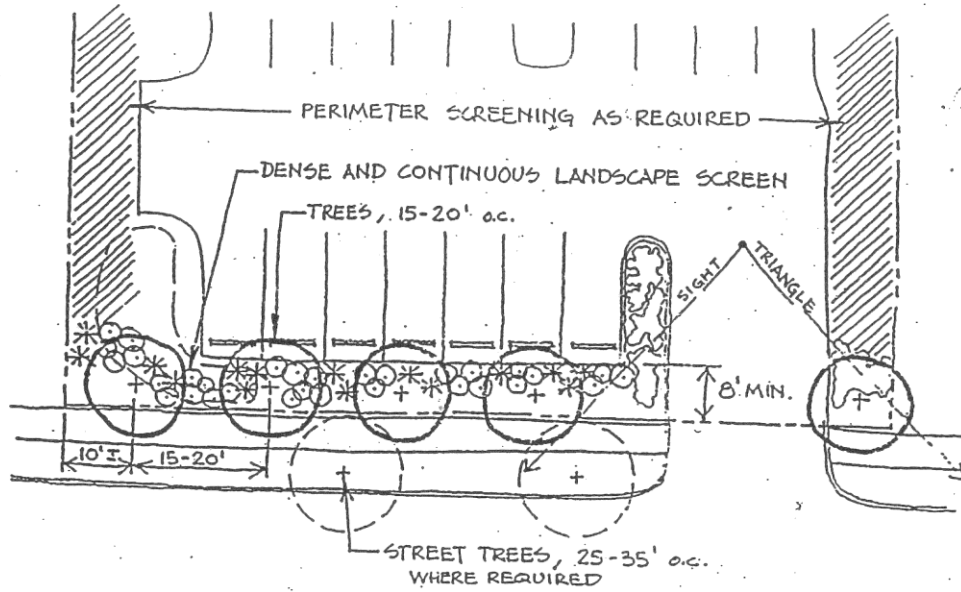 PERIMETER SCREENING AS REQUIRED
DENSE AND CONTINUOUS LANDSCAPE SCREEN
TREES, 15-20' o.c.
SIGHT TRIANGLE
8' MIN.
10' ±
15-20'
STREET TREES, 25-35' o.c.
WHERE REQUIRED